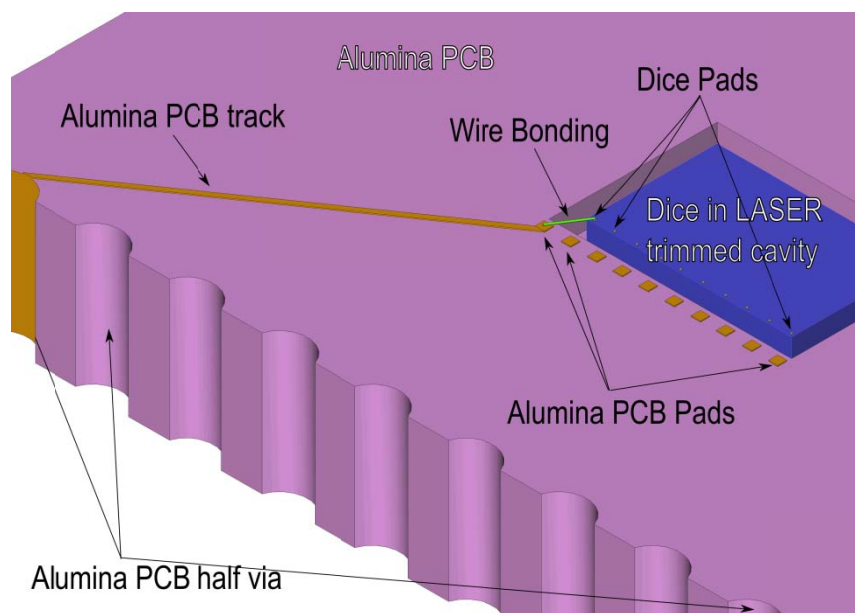 Alumina PCB
Dice Pads
Alumina PCB track
Wire Bonding
Dice in LASER
trimmed cavity
Alumina PCB Pads
Alumina PCB half via